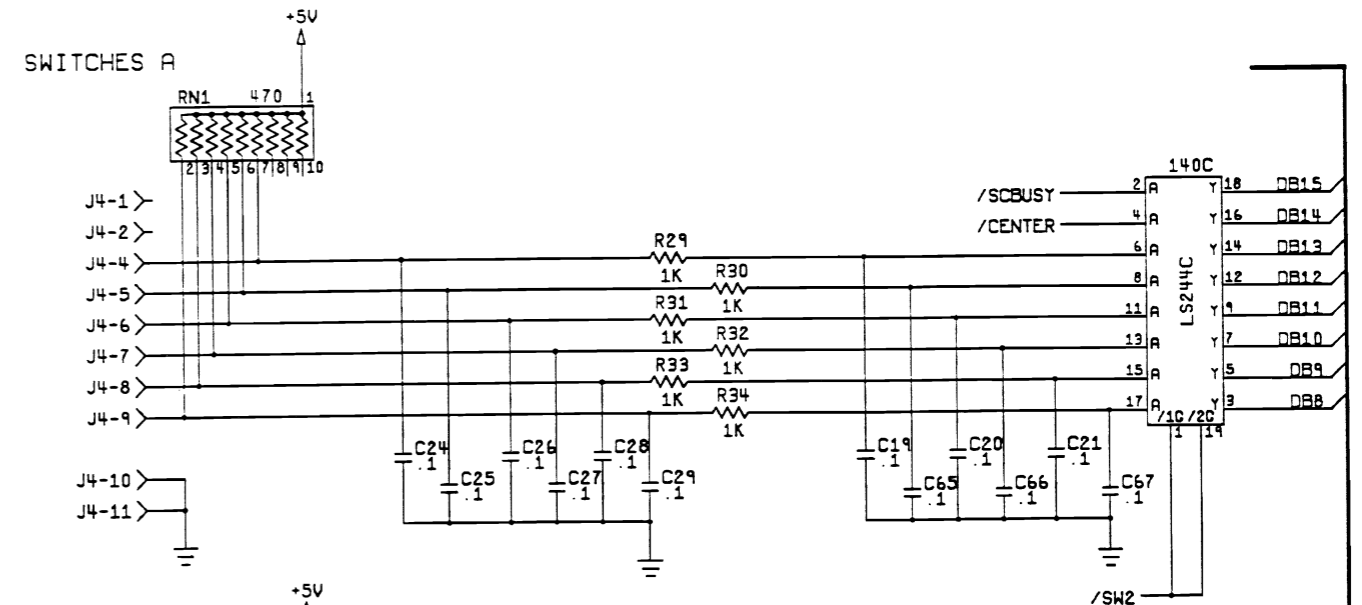 +5V
SWITCHES A
RN1 470 1
2 3 4 5 6 7 8 9 10
J4-1
J4-2
J4-4
J4-5
J4-6
J4-7
J4-8
J4-9
J4-10
J4-11
R29
1K
R30
1K
R31
1K
R32
1K
R33
1K
R34
1K
C24
.1
C25
.1
C26
.1
C27
.1
C28
.1
C29
.1
C19
.1
C65
.1
C20
.1
C66
.1
C21
.1
C67
.1
140C
LS244C
/SCBUSY 2 A Y 18 DB15
/CENTER 4 A Y 16 DB14
6 A Y 14 DB13
8 A Y 12 DB12
11 A Y 9 DB11
13 A Y 7 DB10
15 A Y 5 DB9
17 A Y 3 DB8
/1G /2G
1 19
/SW2
+5V